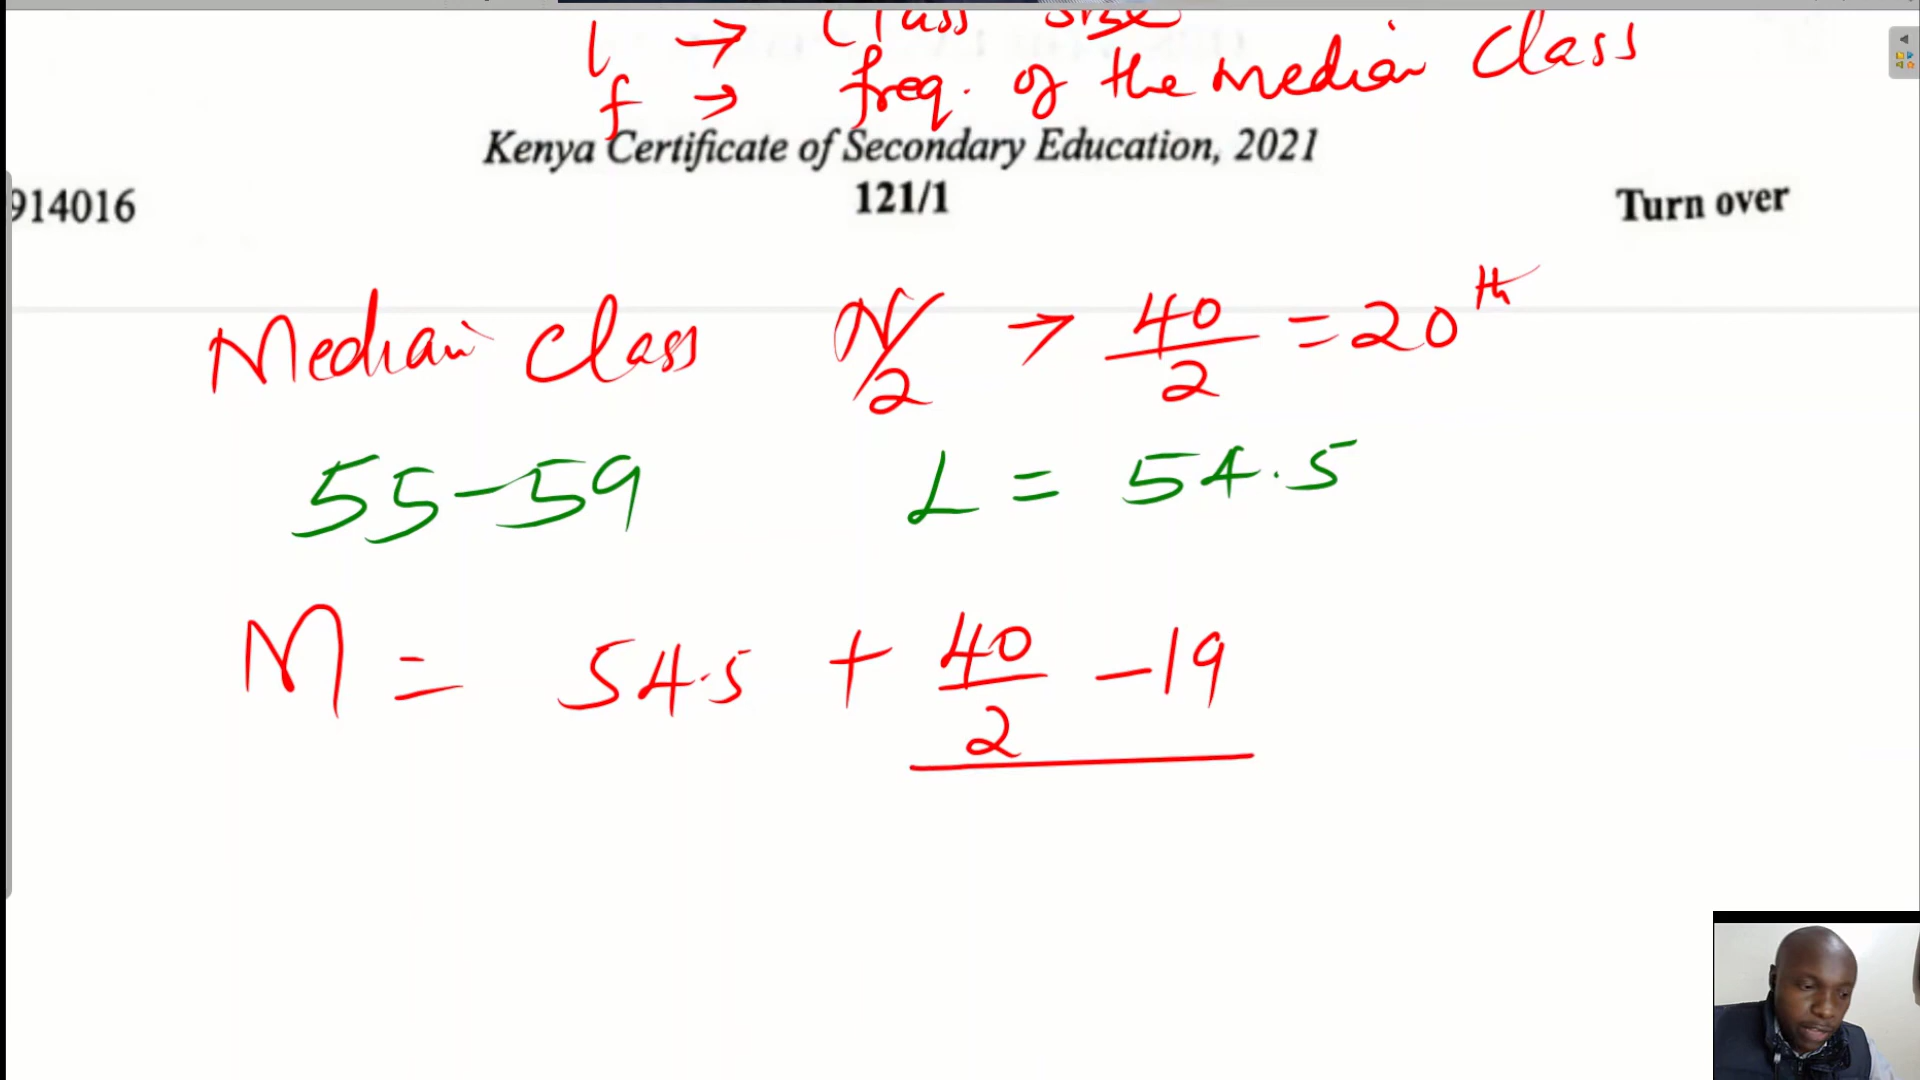 l → Class size
f → freq. of the median class
Kenya Certificate of Secondary Education, 2021
914016 121/1 Turn over
Median class N/2 → 40/2 = 20th
55-59 L = 54.5
M = 54.5 + 40/2 - 19